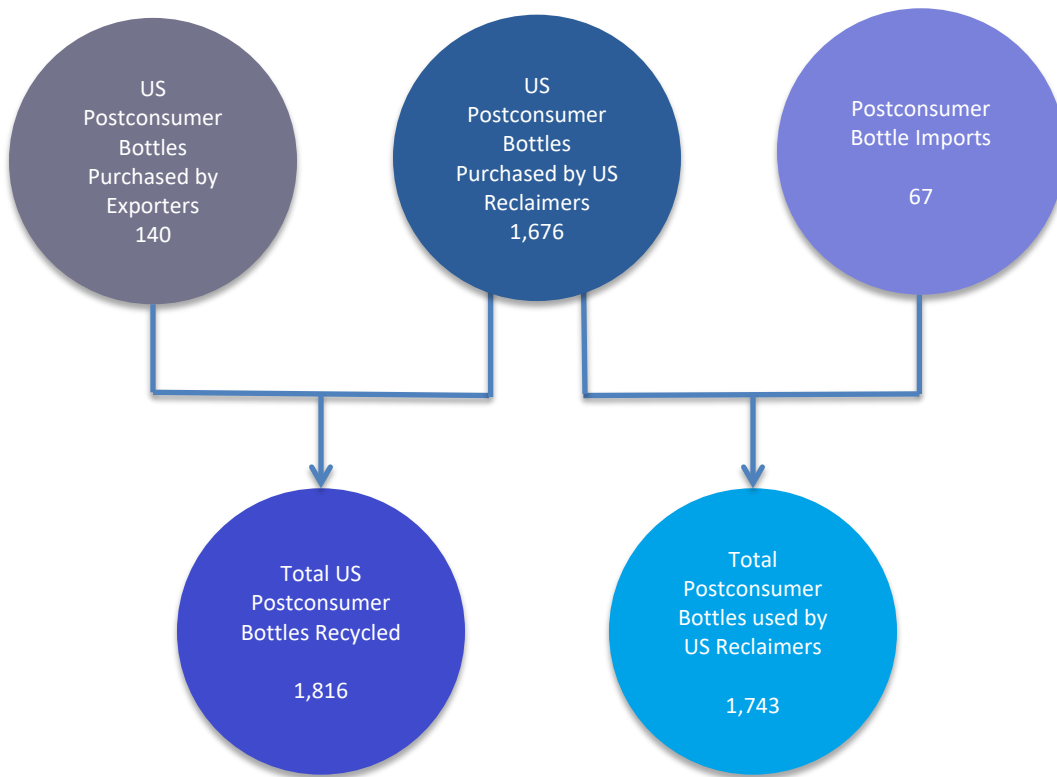 US
Postconsumer
Bottles
Purchased by
Exporters
140
US
Postconsumer
Bottles
Purchased by US
Reclaimers
1,676
Postconsumer
Bottle Imports
67
Total US
Postconsumer
Bottles Recycled
1,816
Total
Postconsumer
Bottles used by
US Reclaimers
1,743